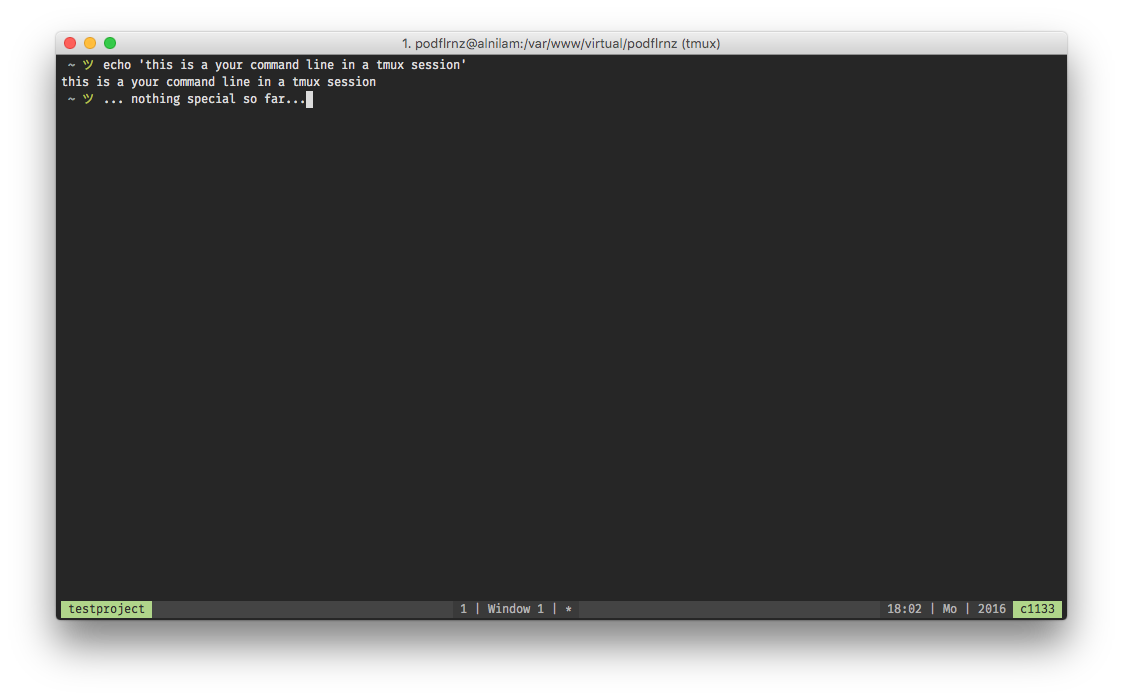 1. podflrnz@alnilam:/var/www/virtual/podflrnz (tmux)
~ ツ echo 'this is a your command line in a tmux session'
this is a your command line in a tmux session
~ ツ ... nothing special so far...
testproject 1 | Window 1 | * 18:02 | Mo | 2016 c1133